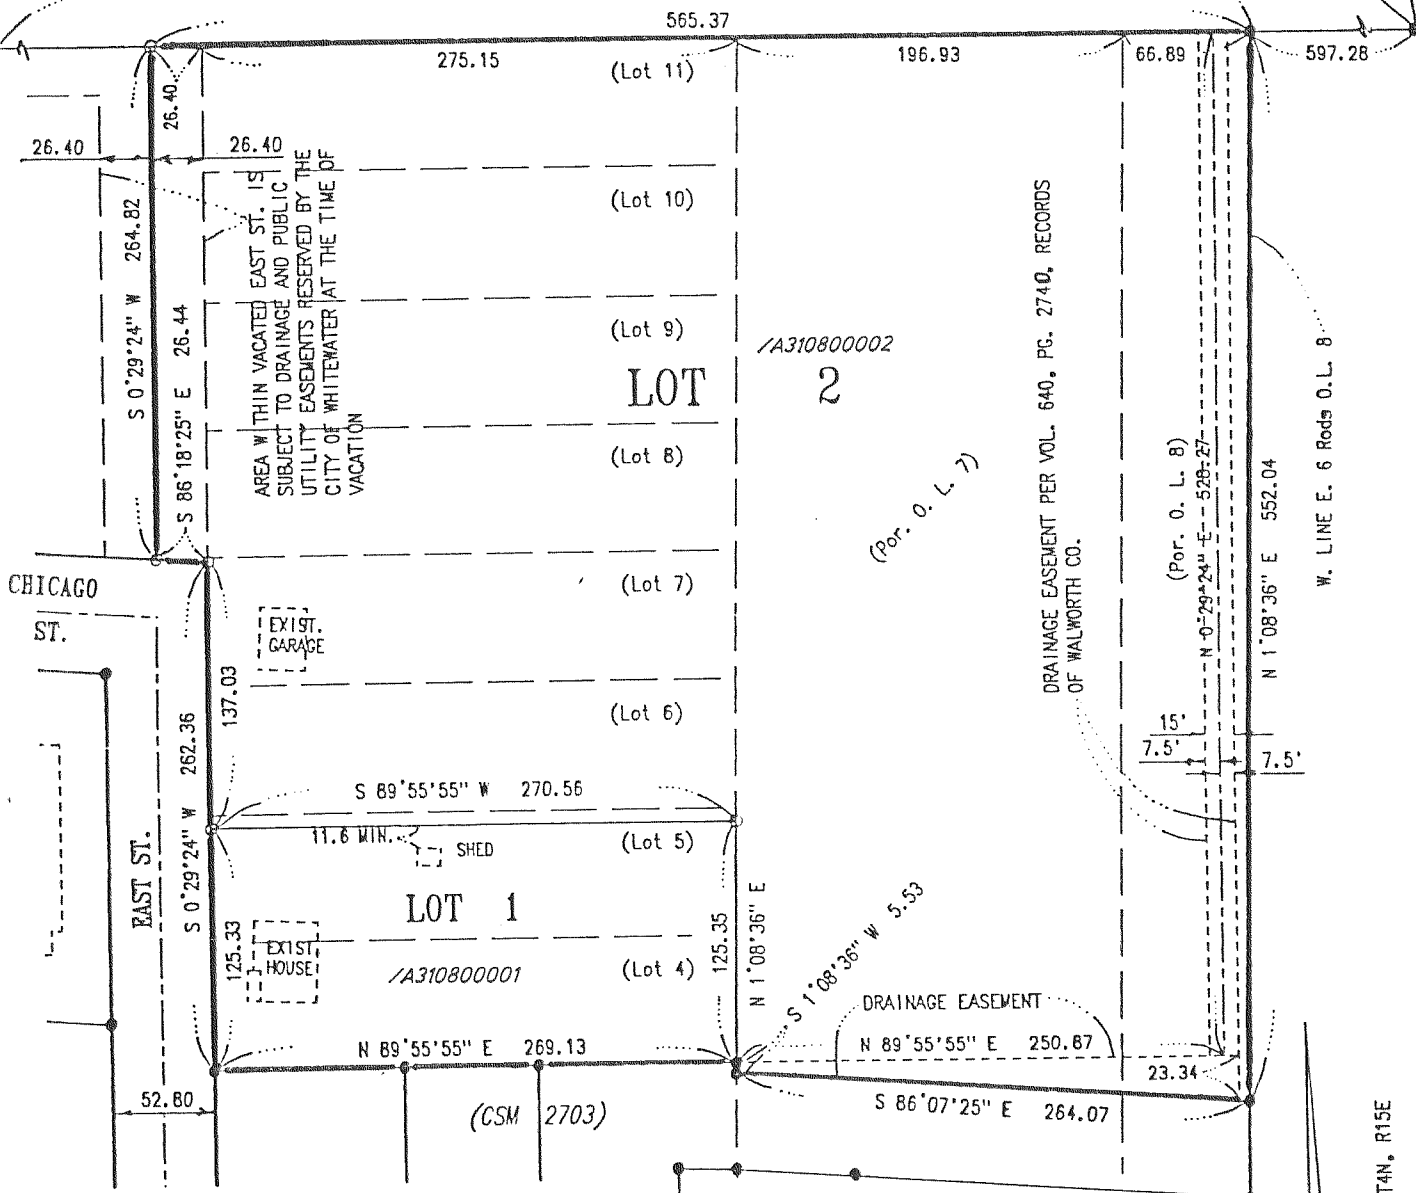 565.37
275.15
(Lot 11)
196.93
66.89
597.28
26.40
26.40
26.40
(Lot 10)
AREA WITHIN VACATED EAST ST. IS
SUBJECT TO DRAINAGE AND PUBLIC
UTILITY EASEMENTS RESERVED BY THE
CITY OF WHITEWATER AT THE TIME OF
VACATION
S 0°29'24" W 264.82
S 86°18'25" E 26.44
(Lot 9)
/A310800002
LOT 2
(Lot 8)
(Por. O. L. 7)
DRAINAGE EASEMENT PER VOL. 640, PG. 2740, RECORDS
OF WALWORTH CO.
(Por. O. L. 8)
N 0°29'24" E 528.27
N 1°08'36" E 552.04
W. LINE E. 6 Rods O.L. 8
CHICAGO
ST.
(Lot 7)
EXIST.
GARAGE
137.03
(Lot 6)
S 0°29'24" W 262.36
15'
7.5'
7.5'
S 89°55'55" W 270.56
11.6 MIN.
SHED
(Lot 5)
EAST ST.
LOT 1
125.33
EXIST
HOUSE
/A310800001
(Lot 4)
125.35
N 1°08'36" E
S 1°08'36" W 5.53
DRAINAGE EASEMENT
N 89°55'55" E 269.13
N 89°55'55" E 250.87
23.34
52.80
(CSM 2703)
S 86°07'25" E 264.07
T4N, R15E